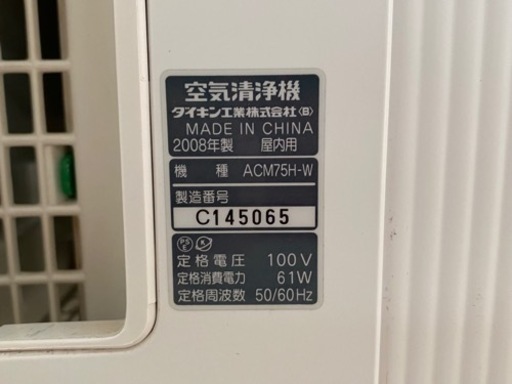 空気清浄機
ダイキン工業株式会社〈B〉
MADE IN CHINA
2008年製 屋内用
機種 ACM75H-W
製造番号
C145065
PS E
定格電圧 100V
定格消費電力 61W
定格周波数 50/60Hz